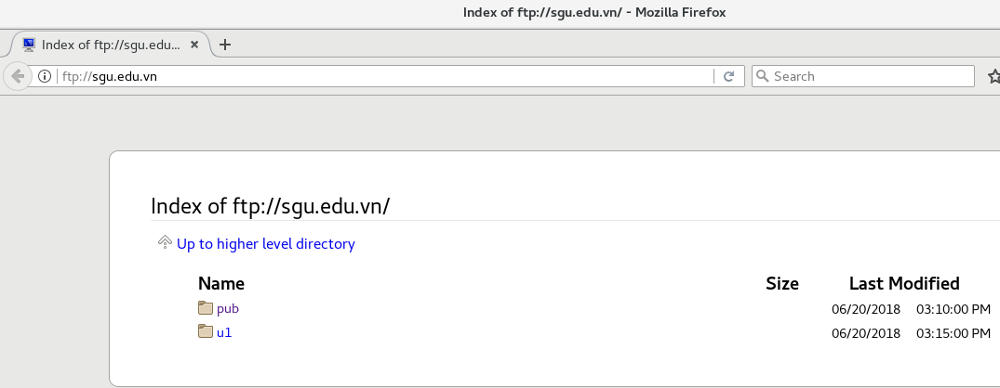 Index of ftp://sgu.edu.vn/ - Mozilla Firefox
Index of ftp://sgu.edu...
ftp://sgu.edu.vn
Search
Index of ftp://sgu.edu.vn/
Up to higher level directory
Name Size Last Modified
pub 06/20/2018 03:10:00 PM
u1 06/20/2018 03:15:00 PM